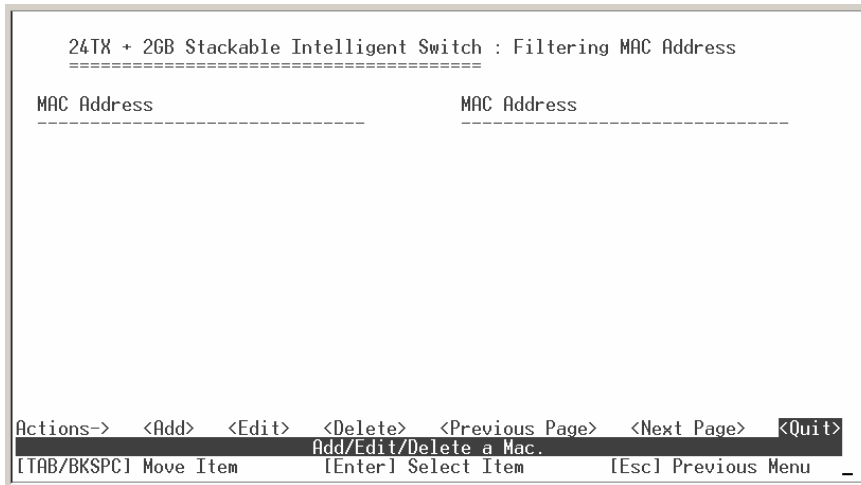 24TX + 2GB Stackable Intelligent Switch : Filtering MAC Address
=======================================
MAC Address                              MAC Address
-------------------------------          -------------------------------
Actions->   <Add>   <Edit>   <Delete>   <Previous Page>   <Next Page>   <Quit>
Add/Edit/Delete a Mac.
[TAB/BKSPC] Move Item        [Enter] Select Item        [Esc] Previous Menu _